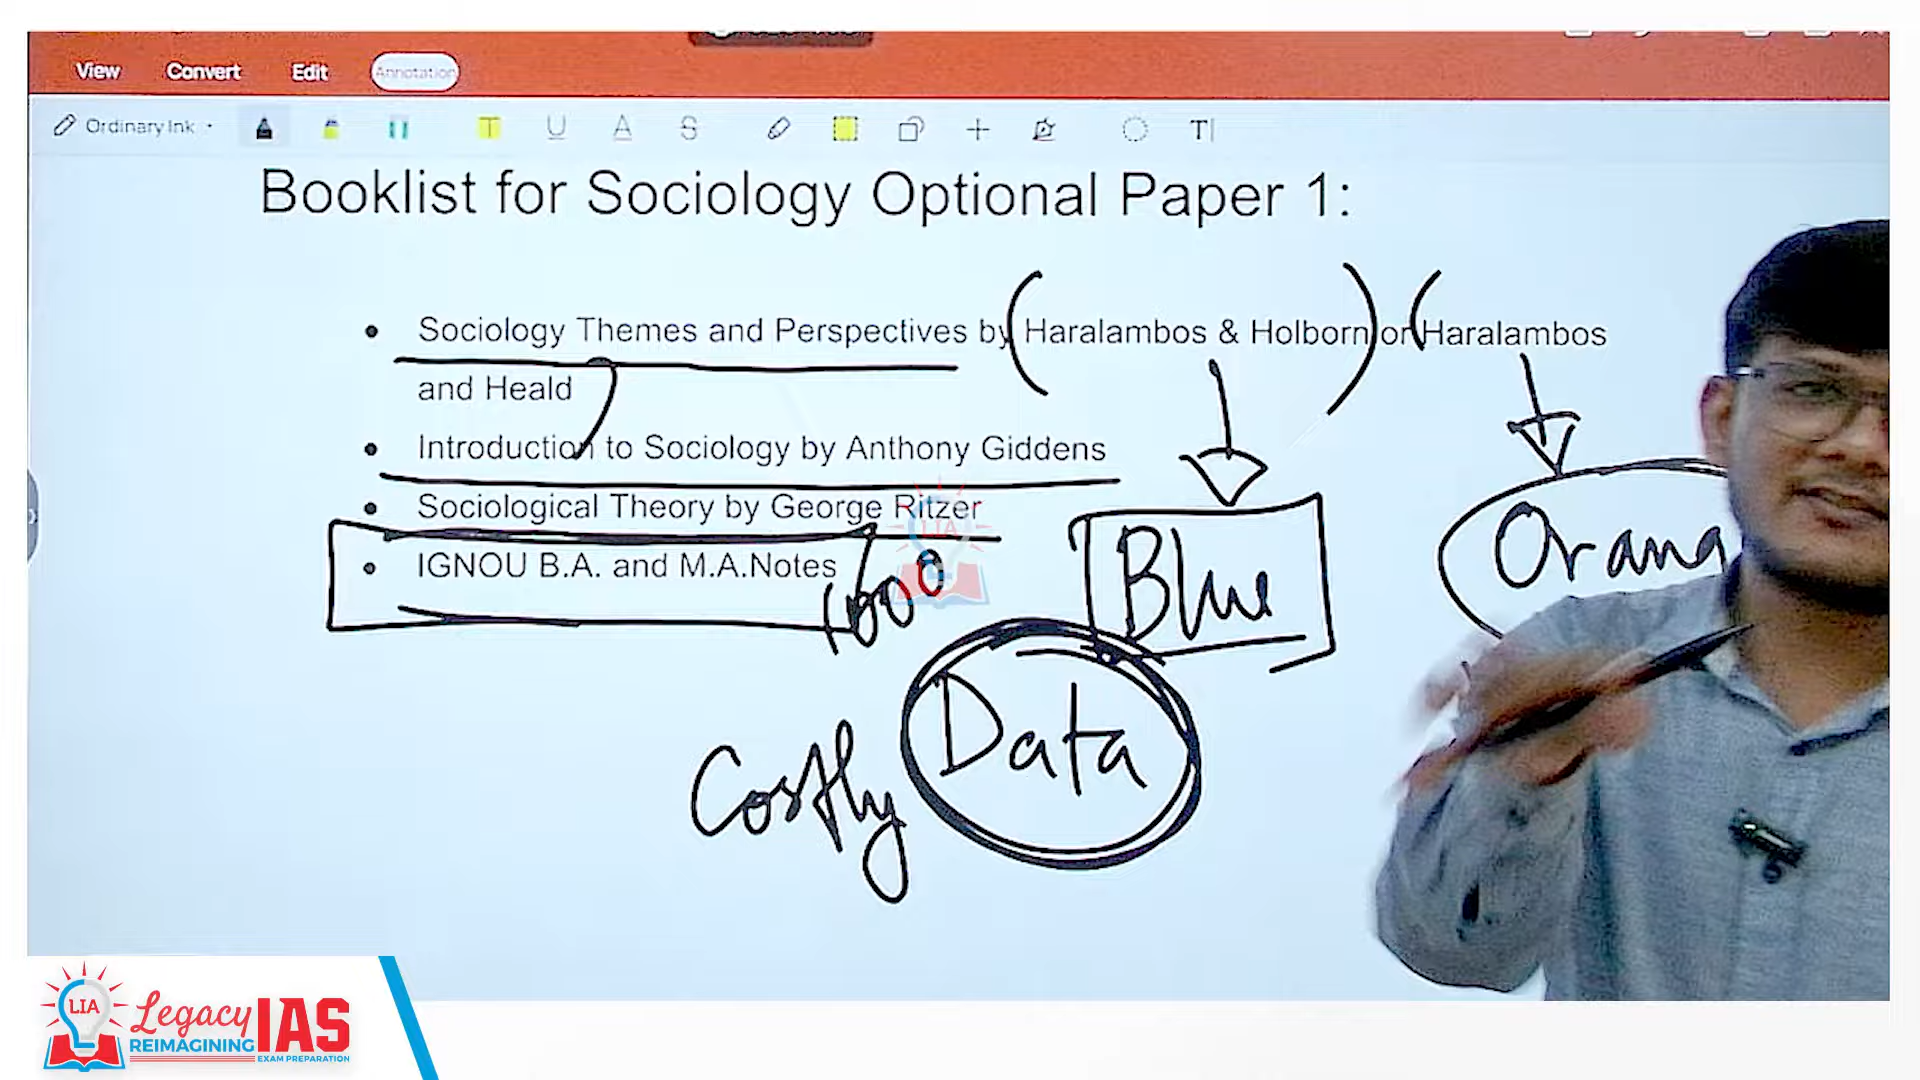 View Convert Edit Annotation
Ordinary Ink T U A S T
Booklist for Sociology Optional Paper 1:
• Sociology Themes and Perspectives by Haralambos & Holborn or Haralambos
and Heald
• Introduction to Sociology by Anthony Giddens
• Sociological Theory by George Ritzer
• IGNOU B.A. and M.A.Notes
LIA
1000
Blue
Orang
Data
Costly
LIA
Legacy IAS
REIMAGINING
EXAM PREPARATION